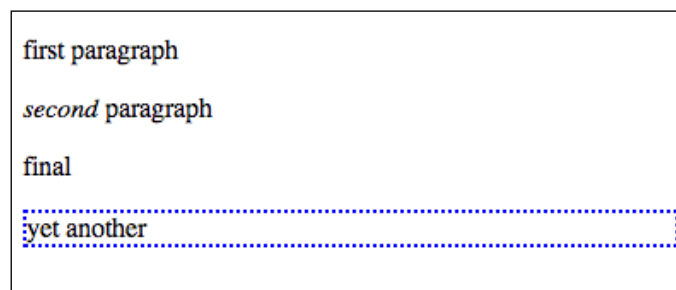 first paragraph
second paragraph
final
yet another